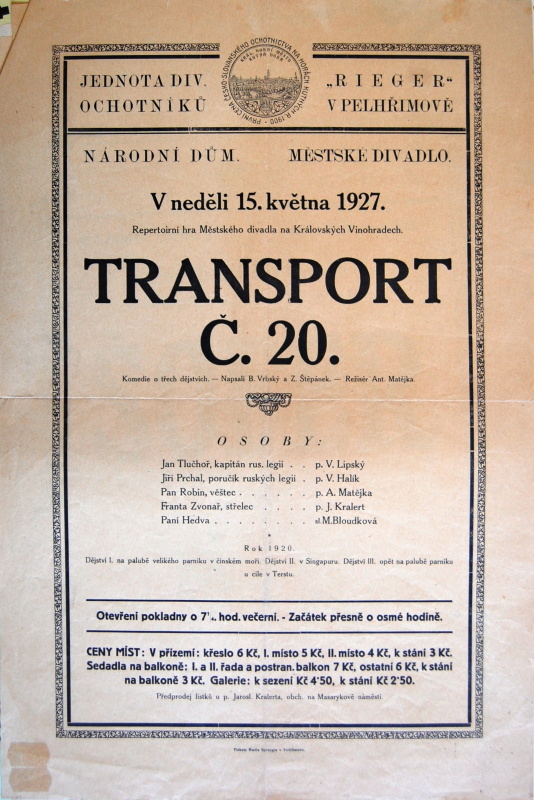 JEDNOTA DIV. „RIEGER“
OCHOTNÍKŮ V PELHŘIMOVĚ
NÁRODNÍ DŮM. MĚSTSKÉ DIVADLO.
V neděli 15. května 1927.
Repertoirní hra Městského divadla na Královských Vinohradech.
TRANSPORT
Č. 20.
Komedie o třech dějstvích. — Napsali B. Vrbský a Z. Štěpánek. — Režisér Ant. Matějka.
OSOBY:
Jan Tlučhoř, kapitán rus. legií . . p. V. Lipský
Jiří Prchal, poručík ruských legií . p. V. Halík
Pan Robin, věštec . . . . . . p. A. Matějka
Franta Zvonař, střelec . . . . p. J. Kralert
Paní Hedva . . . . . . . . sl. M. Bloudková
*
Rok 1920.
Dějství I. na palubě velikého parníku v čínském moři. Dějství II. v Singapuru. Dějství III. opět na palubě parníku
u cíle v Terstu.
Otevření pokladny o hod. večerní. - Začátek přesně o osmé hodině.
CENY MÍST: V přízemí: křeslo 6 Kč, I. místo 5 Kč, II. místo 4 Kč, k stání 3 Kč.
Sedadla na balkoně: I. a II. řada a postran. balkon 7 Kč, ostatní 6 Kč, k stání
na balkoně 3 Kč. Galerie: k sezení Kč 4·50, k stání Kč 2·50.
Předprodej lístků u p. Jarosl. Kralerta, obch. na Masarykově náměstí.